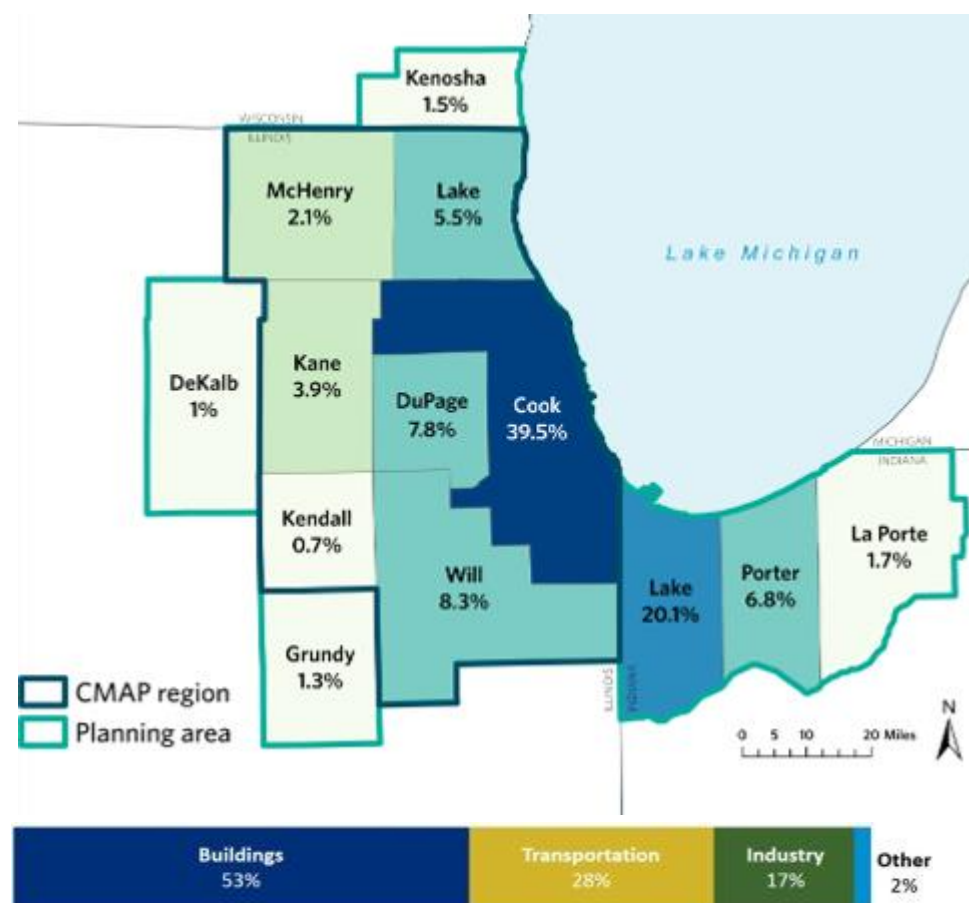 Kenosha
1.5%
WISCONSIN
ILLINOIS
McHenry
2.1%
Lake
5.5%
Lake Michigan
DeKalb
1%
Kane
3.9%
DuPage
7.8%
Cook
39.5%
MICHIGAN
INDIANA
Kendall
0.7%
Will
8.3%
Lake
20.1%
Porter
6.8%
La Porte
1.7%
Grundy
1.3%
ILLINOIS
INDIANA
CMAP region
Planning area
N
0 5 10 20 Miles
Buildings
53%
Transportation
28%
Industry
17%
Other
2%